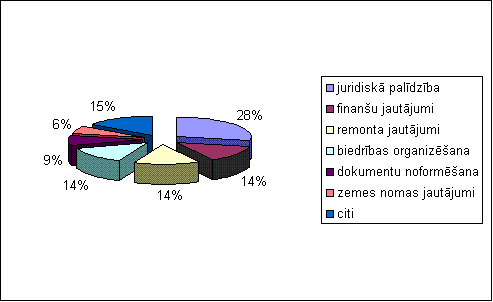 15%
28%
6%
9%
14%
14%
14%
juridiskā palīdzība
finanšu jautājumi
remonta jautājumi
biedrības organizēšana
dokumentu noformēšana
zemes nomas jautājumi
citi